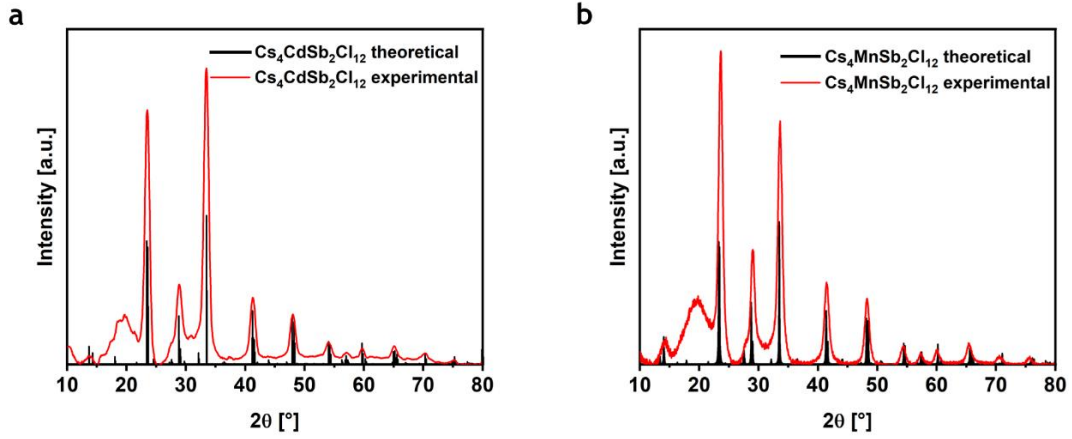 a
Cs₄CdSb₂Cl₁₂ theoretical
Cs₄CdSb₂Cl₁₂ experimental
Intensity [a.u.]
10 20 30 40 50 60 70 80
2θ [°]
b
Cs₄MnSb₂Cl₁₂ theoretical
Cs₄MnSb₂Cl₁₂ experimental
Intensity [a.u.]
10 20 30 40 50 60 70 80
2θ [°]